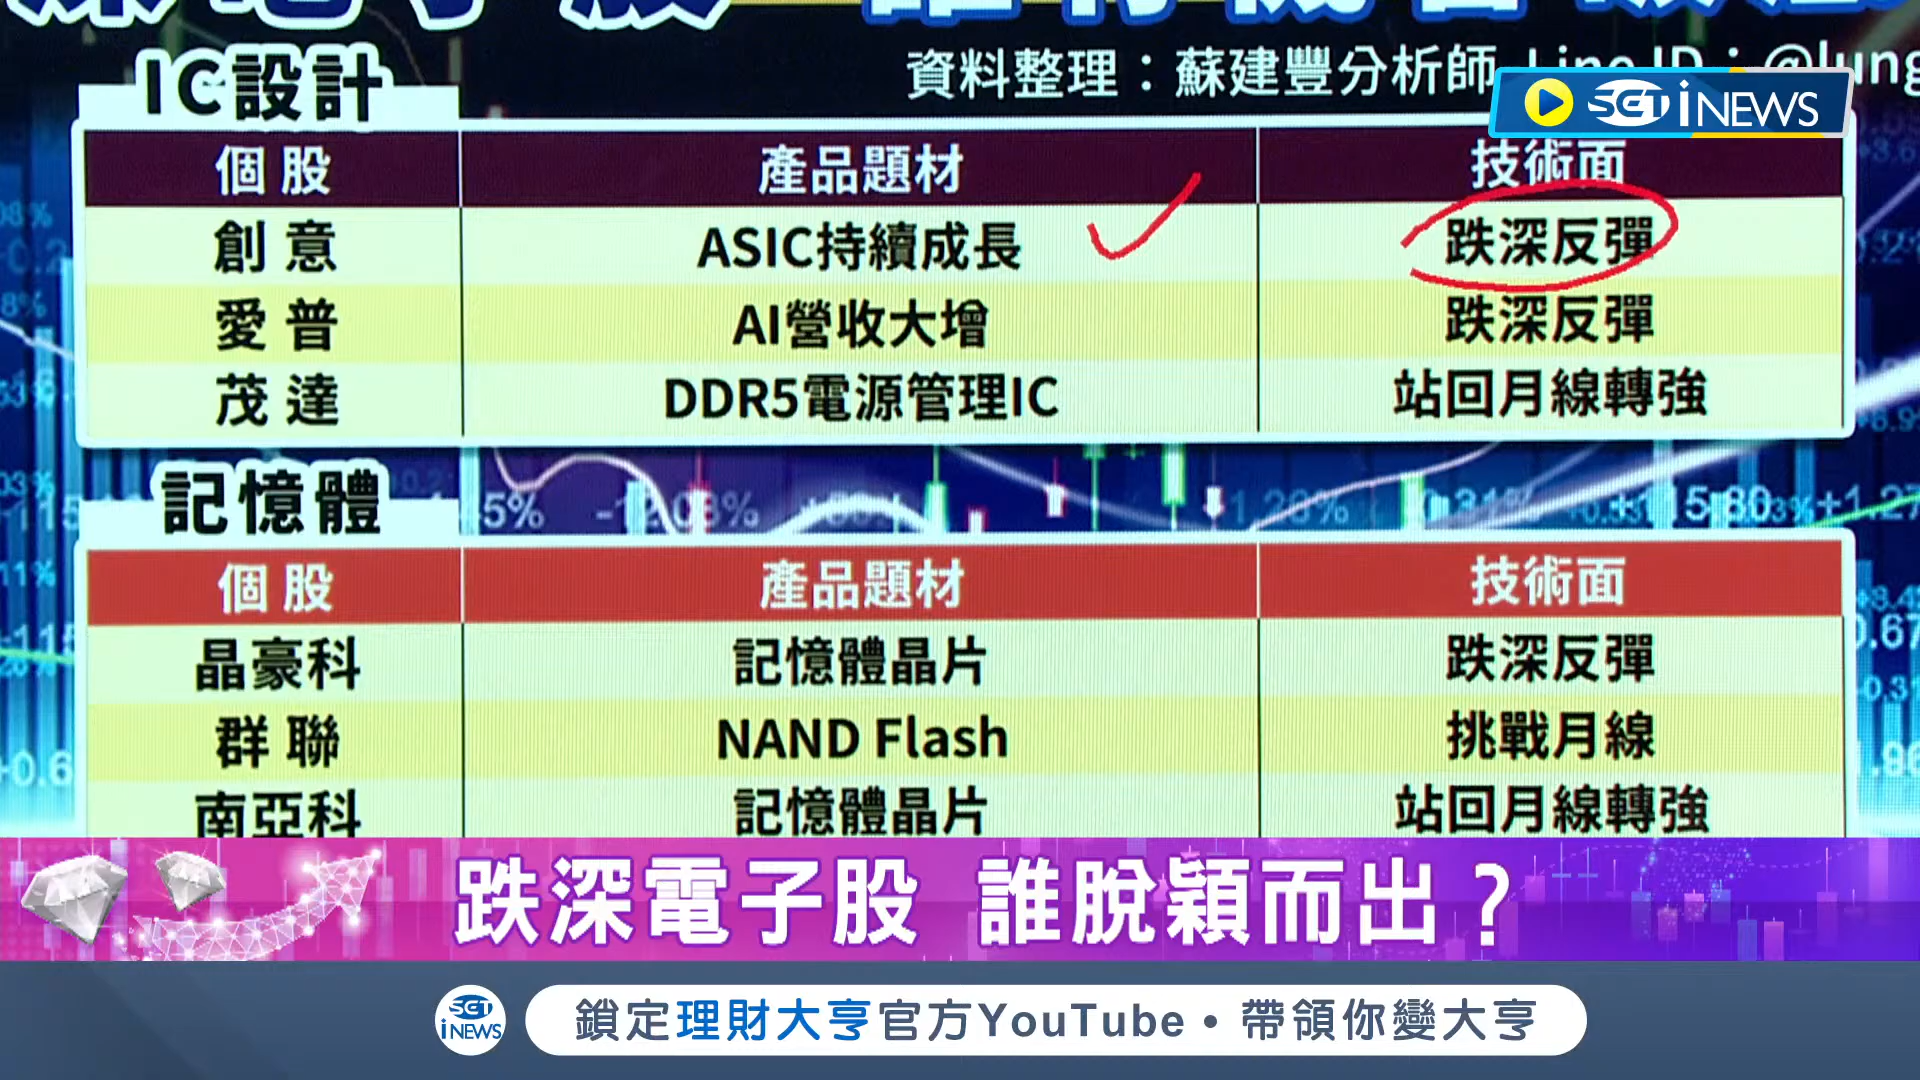 IC設計
資料整理：蘇建豐分析師 Line ID：@lung
SET iNEWS
個股 產品題材 技術面
創意 ASIC持續成長 跌深反彈
愛普 AI營收大增 跌深反彈
茂達 DDR5電源管理IC 站回月線轉強
記憶體
個股 產品題材 技術面
晶豪科 記憶體晶片 跌深反彈
群聯 NAND Flash 挑戰月線
南亞科 記憶體晶片 站回月線轉強
跌深電子股 誰脫穎而出？
SET iNEWS
鎖定理財大亨官方YouTube・帶領你變大亨